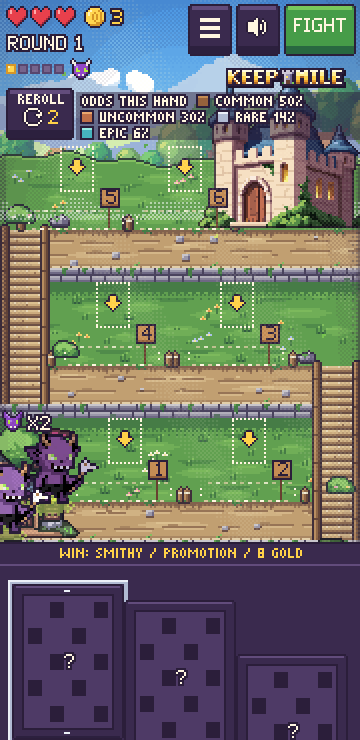 3
FIGHT
ROUND 1
KEEP MILE
REROLL
2
ODDS THIS HAND COMMON 50%
UNCOMMON 30% RARE 14%
EPIC 6%
5
6
4
3
X2
1
2
WIN: SMITHY / PROMOTION / 8 GOLD
?
?
?